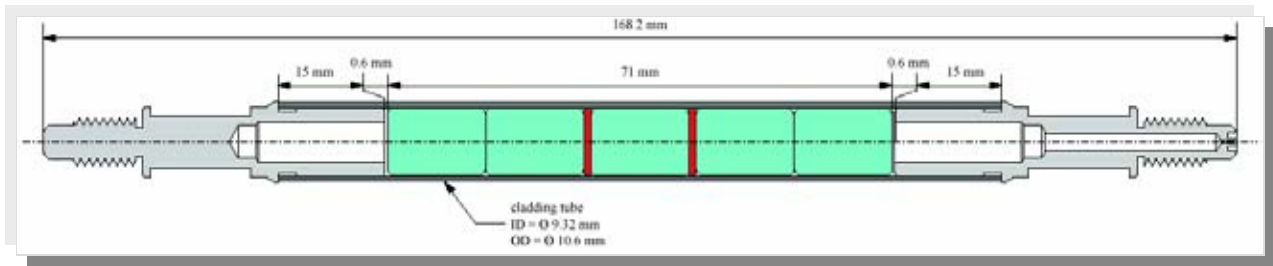 168.2 mm
0.6 mm
0.6 mm
15 mm
71 mm
15 mm
cladding tube
ID = Ø 9.32 mm
OD = Ø 10.6 mm